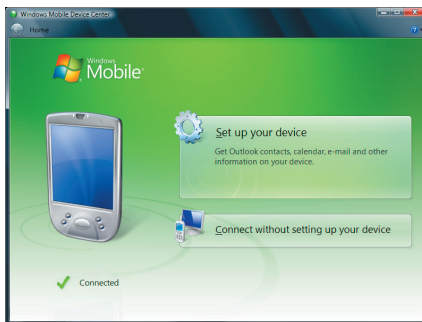 Windows Mobile Device Center
Home
Windows
Mobile®
Set up your device
Get Outlook contacts, calendar, e-mail and other
information on your device.
Connect without setting up your device
Connected